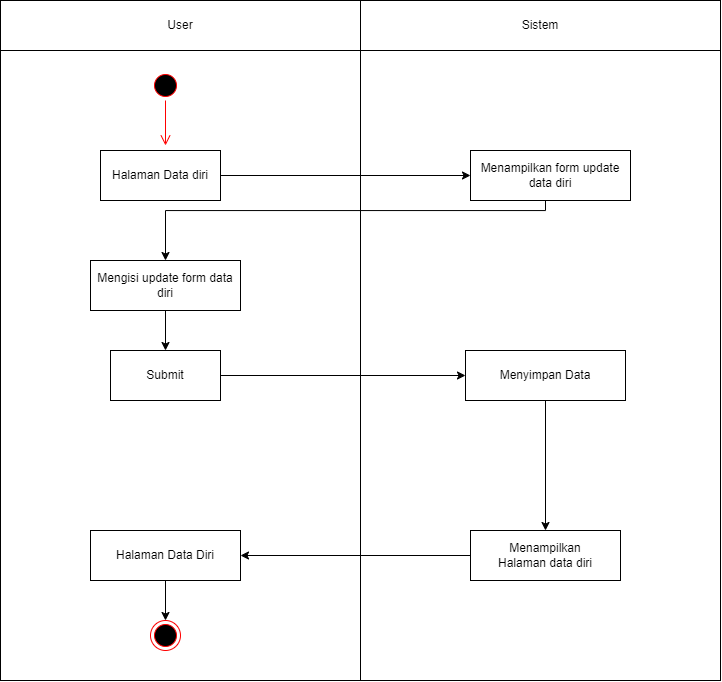 User
Sistem
Halaman Data diri
Menampilkan form update
data diri
Mengisi update form data
diri
Submit
Menyimpan Data
Halaman Data Diri
Menampilkan
Halaman data diri